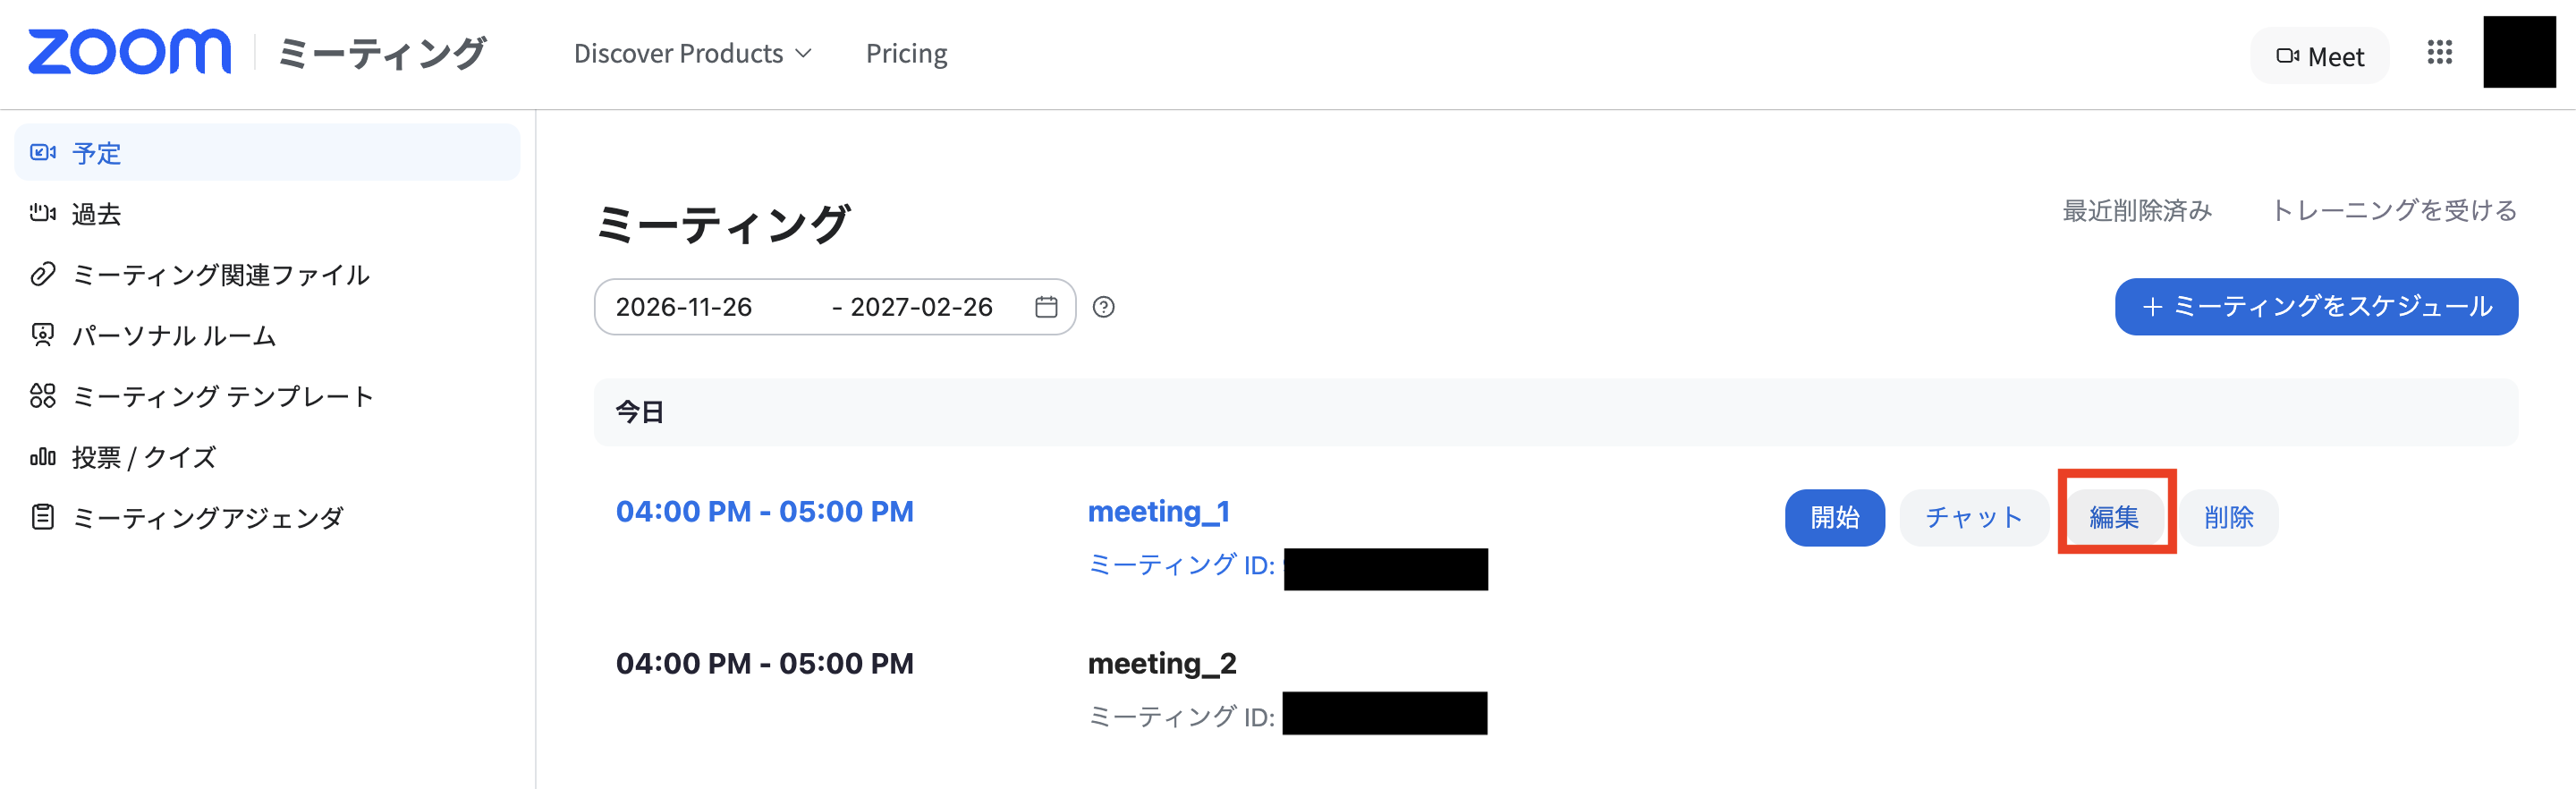 zoom ミーティング Discover Products Pricing Meet
予定
過去
ミーティング関連ファイル
パーソナル ルーム
ミーティング テンプレート
投票 / クイズ
ミーティングアジェンダ
ミーティング
最近削除済み トレーニングを受ける
2026-11-26 - 2027-02-26
+ ミーティングをスケジュール
今日
04:00 PM - 05:00 PM meeting_1 開始 チャット 編集 削除
ミーティング ID:
04:00 PM - 05:00 PM meeting_2
ミーティング ID: